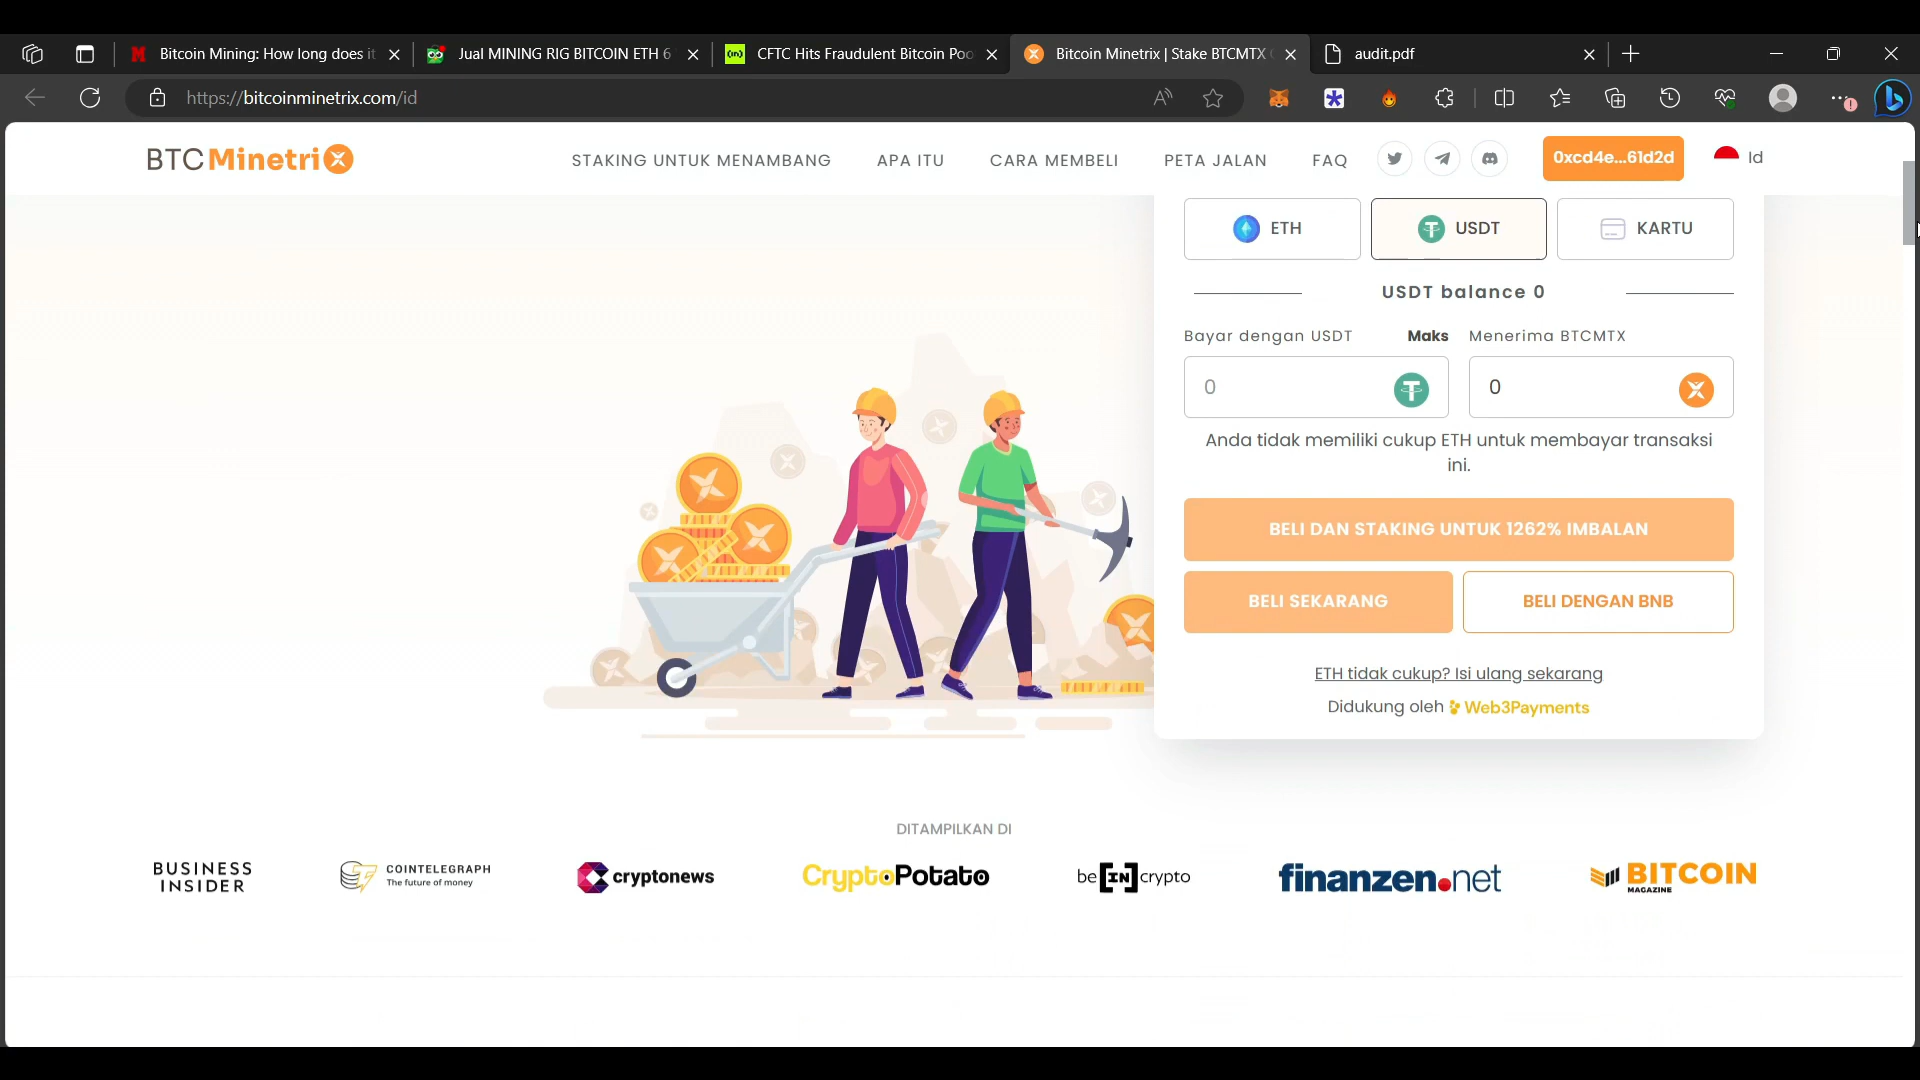 Bitcoin Mining: How long does it
Jual MINING RIG BITCOIN ETH 6
CFTC Hits Fraudulent Bitcoin Poo
Bitcoin Minetrix | Stake BTCMTX
audit.pdf
https://bitcoinminetrix.com/id
BTC Minetrix
STAKING UNTUK MENAMBANG
APA ITU
CARA MEMBELI
PETA JALAN
FAQ
0xcd4e...61d2d
Id
ETH
USDT
KARTU
USDT balance 0
Bayar dengan USDT
Maks
Menerima BTCMTX
0
0
Anda tidak memiliki cukup ETH untuk membayar transaksi
ini.
BELI DAN STAKING UNTUK 1262% IMBALAN
BELI SEKARANG
BELI DENGAN BNB
ETH tidak cukup? Isi ulang sekarang
Didukung oleh Web3Payments
DITAMPILKAN DI
BUSINESS
INSIDER
COINTELEGRAPH
The future of money
cryptonews
CryptoPotato
be[IN]crypto
finanzen.net
BITCOIN
MAGAZINE